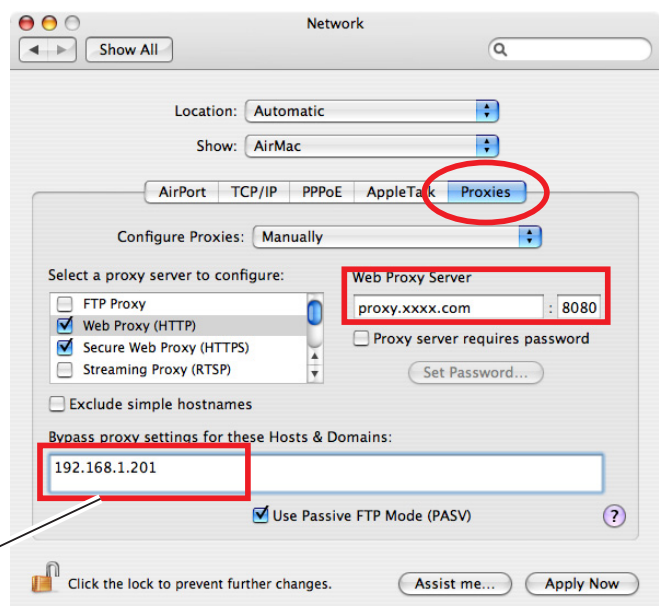 Network
Show All
Location: Automatic
Show: AirMac
AirPort TCP/IP PPPoE AppleTalk Proxies
Configure Proxies: Manually
Select a proxy server to configure:
Web Proxy Server
FTP Proxy
proxy.xxxx.com : 8080
Web Proxy (HTTP)
Proxy server requires password
Secure Web Proxy (HTTPS)
Streaming Proxy (RTSP)
Set Password...
Exclude simple hostnames
Bypass proxy settings for these Hosts & Domains:
192.168.1.201
Use Passive FTP Mode (PASV)
?
Click the lock to prevent further changes.
Assist me...
Apply Now